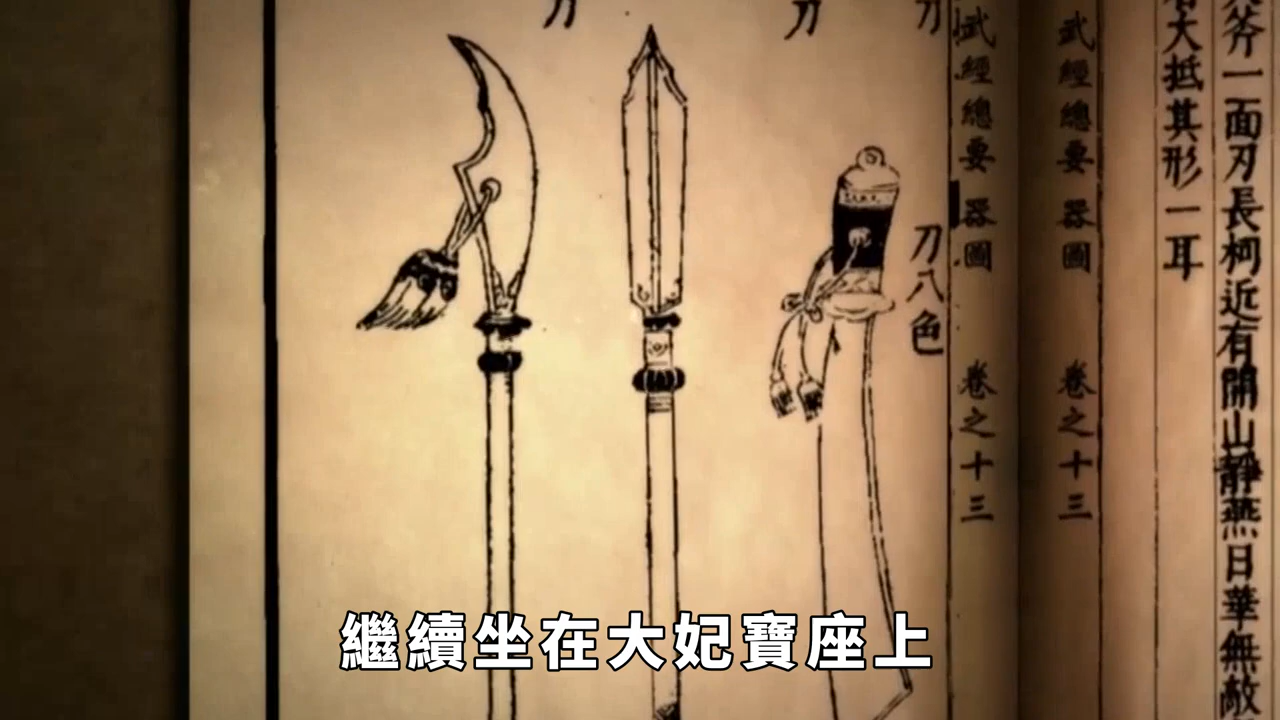 斧一面刃長柯近有開山靜燕日華無敵
大抵其形一耳
武經總要 器圖 卷之十三
武經總要 器圖 卷之十三
刀
刀八色
刀
刀
繼續坐在大妃寶座上